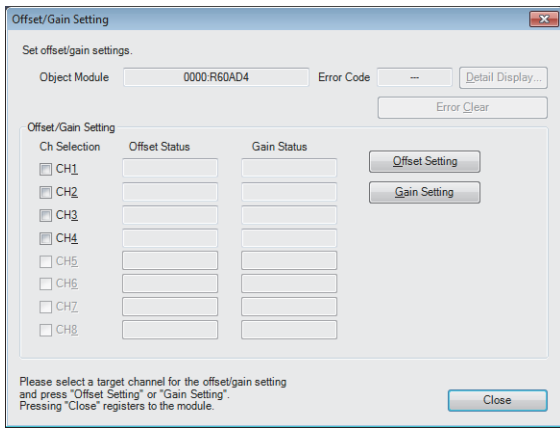 Offset/Gain Setting
Set offset/gain settings.
Object Module 0000:R60AD4 Error Code --- Detail Display...
Error Clear
Offset/Gain Setting
Ch Selection Offset Status Gain Status
CH1 Offset Setting
CH2 Gain Setting
CH3
CH4
CH5
CH6
CH7
CH8
Please select a target channel for the offset/gain setting
and press "Offset Setting" or "Gain Setting".
Pressing "Close" registers to the module.
Close